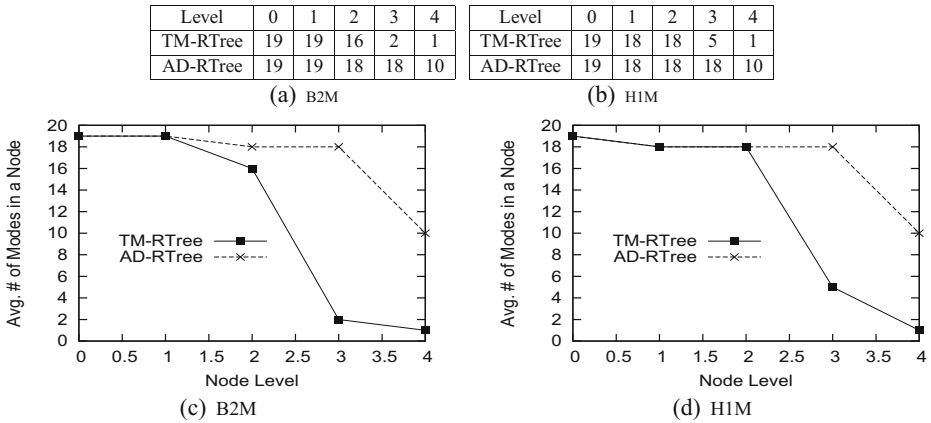 Level 0 1 2 3 4
TM-RTree 19 19 16 2 1
AD-RTree 19 19 18 18 10
(a) B2M
Level 0 1 2 3 4
TM-RTree 19 18 18 5 1
AD-RTree 19 18 18 18 10
(b) H1M
Avg. # of Modes in a Node
20
18
16
14
12
10
8
6
4
2
0
TM-RTree
AD-RTree
0 0.5 1 1.5 2 2.5 3 3.5 4
Node Level
(c) B2M
Avg. # of Modes in a Node
20
18
16
14
12
10
8
6
4
2
0
TM-RTree
AD-RTree
0 0.5 1 1.5 2 2.5 3 3.5 4
Node Level
(d) H1M